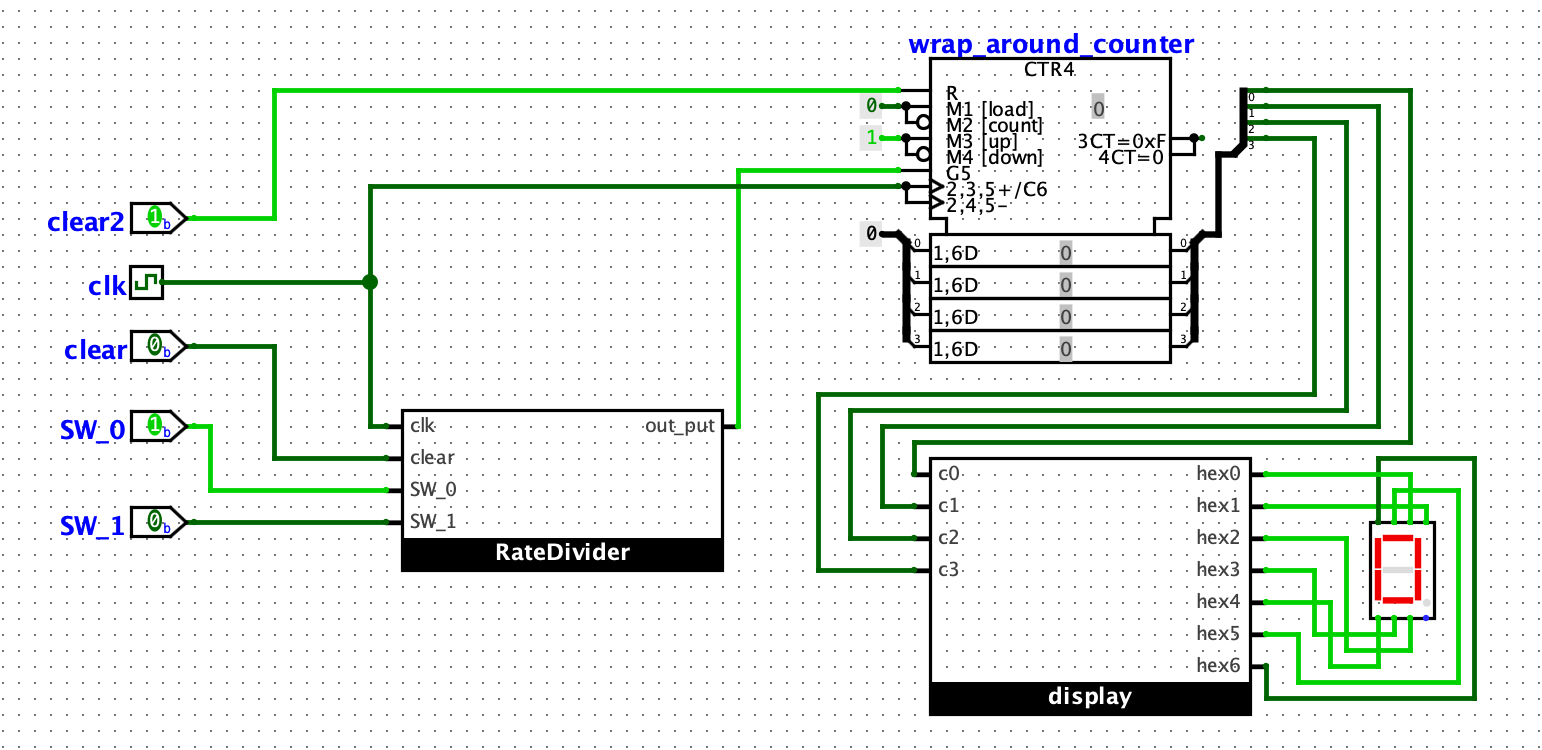 wrap_around_counter
CTR4
R
0
M1 [load]
0
M2 [count]
1
M3 [up]
3CT=0xF
M4 [down]
4CT=0
G5
2,3,5+/C6
2,4,5-
0
1
2
3
clear2
1b
0
0
1,6D
0
0
1
1,6D
0
1
2
1,6D
0
2
3
1,6D
0
3
clk
clear
0b
SW_0
1b
SW_1
0b
clk
out_put
clear
SW_0
SW_1
RateDivider
c0
hex0
c1
hex1
c2
hex2
c3
hex3
hex4
hex5
hex6
display
0